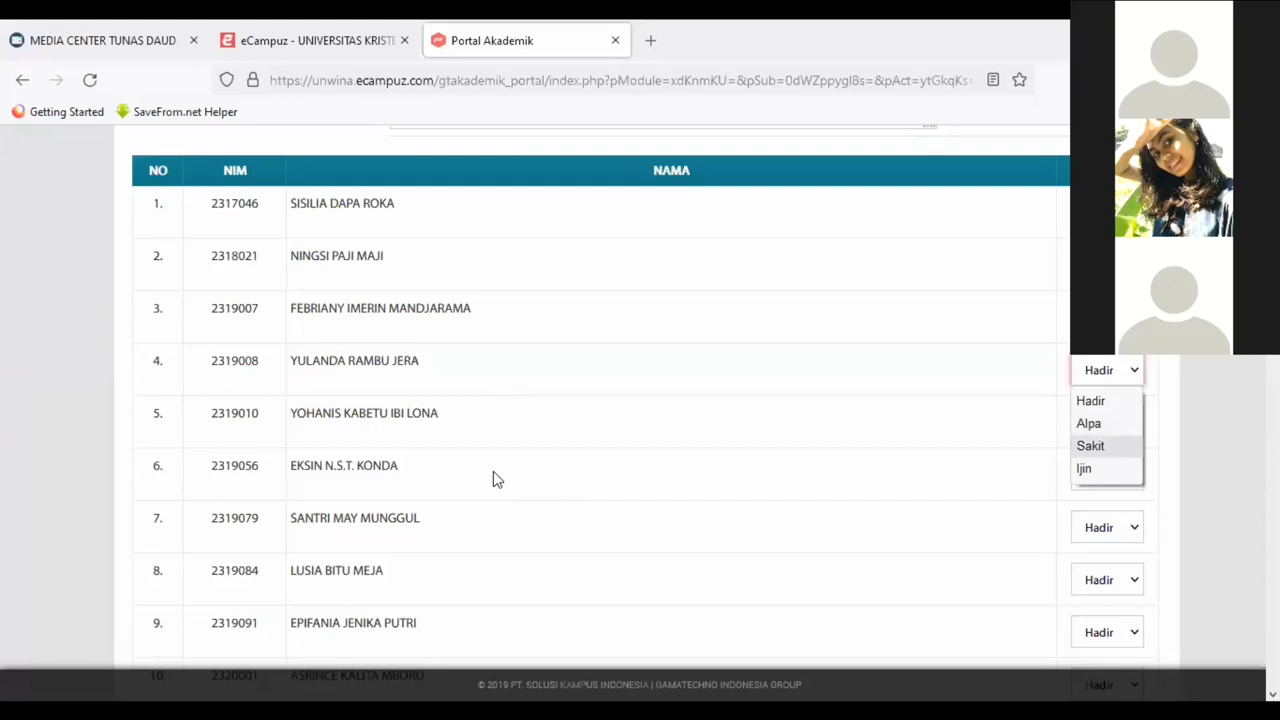 MEDIA CENTER TUNAS DAUD
eCampuz - UNIVERSITAS KRISTE
Portal Akademik
https://unwina.ecampuz.com/gtakademik_portal/index.php?pModule=xdKnmKU=&pSub=0dWZppygl8s=&pAct=ytGkqKs=
Getting Started
SaveFrom.net Helper
NO NIM NAMA
1. 2317046 SISILIA DAPA ROKA
2. 2318021 NINGSI PAJI MAJI
3. 2319007 FEBRIANY IMERIN MANDJARAMA
4. 2319008 YULANDA RAMBU JERA Hadir
Hadir
5. 2319010 YOHANIS KABETU IBI LONA
Alpa
Sakit
6. 2319056 EKSIN N.S.T. KONDA
Ijin
7. 2319079 SANTRI MAY MUNGGUL Hadir
8. 2319084 LUSIA BITU MEJA Hadir
9. 2319091 EPIFANIA JENIKA PUTRI Hadir
10. 2320001 ASRINCE KALITA MBORU Hadir
© 2019 PT. SOLUSI KAMPUS INDONESIA | GAMATECHNO INDONESIA GROUP